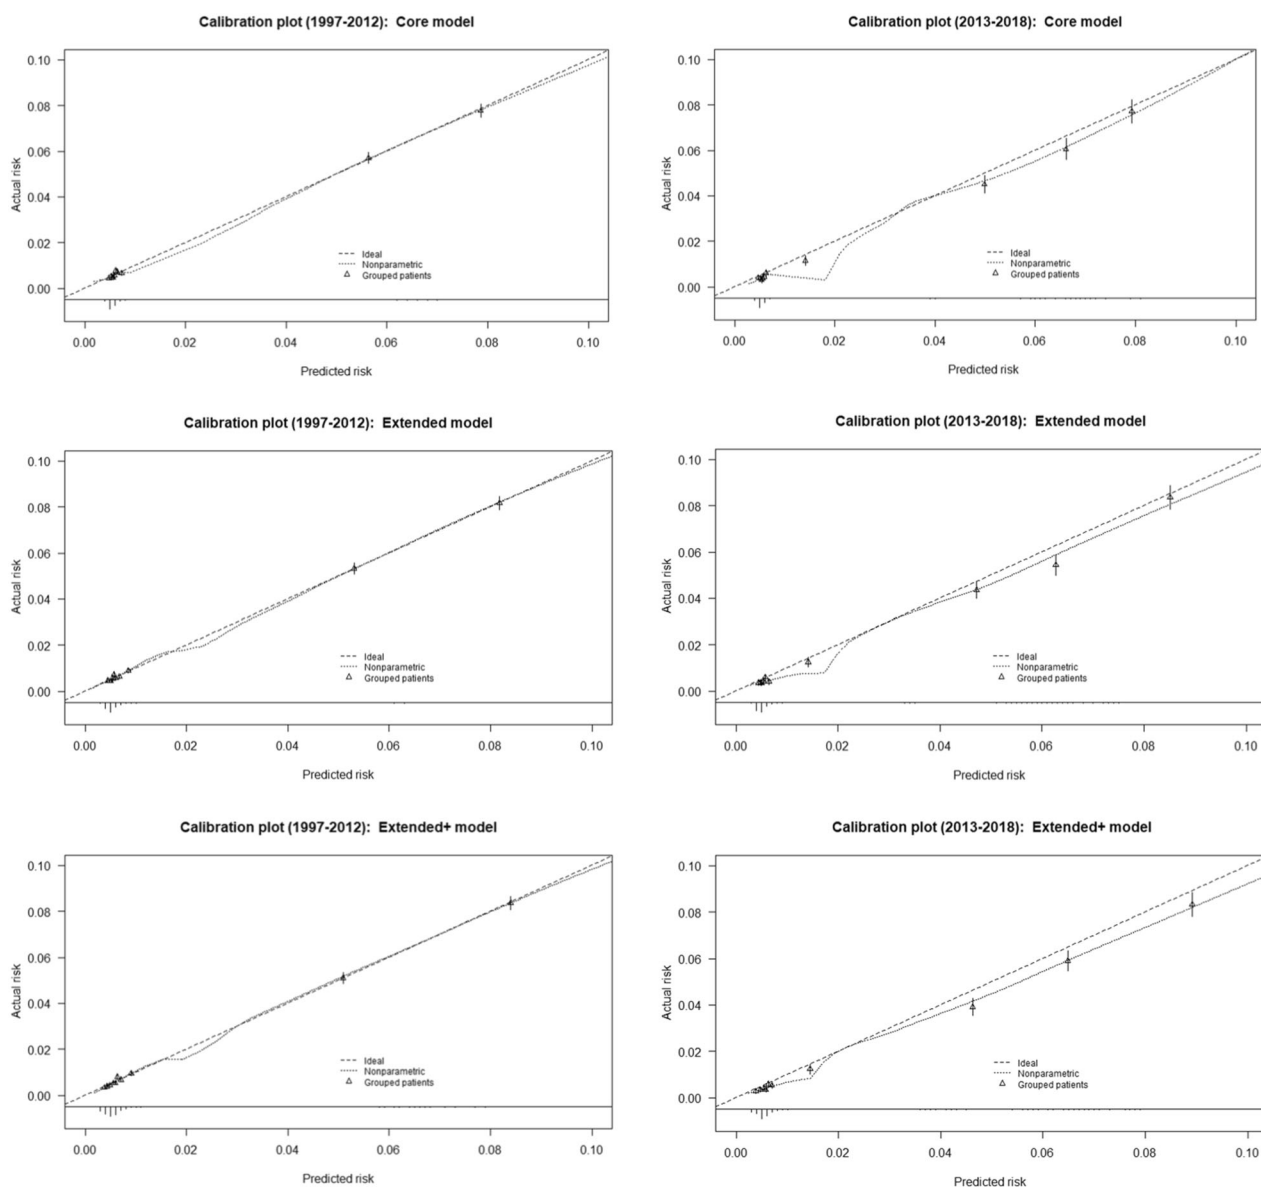 Calibration plot (1997-2012): Core model
Actual risk
0.10
0.08
0.06
0.04
0.02
0.00
Ideal
Nonparametric
Grouped patients
0.00 0.02 0.04 0.06 0.08 0.10
Predicted risk
Calibration plot (2013-2018): Core model
Actual risk
0.10
0.08
0.06
0.04
0.02
0.00
Ideal
Nonparametric
Grouped patients
0.00 0.02 0.04 0.06 0.08 0.10
Predicted risk
Calibration plot (1997-2012): Extended model
Actual risk
0.10
0.08
0.06
0.04
0.02
0.00
Ideal
Nonparametric
Grouped patients
0.00 0.02 0.04 0.06 0.08 0.10
Predicted risk
Calibration plot (2013-2018): Extended model
Actual risk
0.10
0.08
0.06
0.04
0.02
0.00
Ideal
Nonparametric
Grouped patients
0.00 0.02 0.04 0.06 0.08 0.10
Predicted risk
Calibration plot (1997-2012): Extended+ model
Actual risk
0.10
0.08
0.06
0.04
0.02
0.00
Ideal
Nonparametric
Grouped patients
0.00 0.02 0.04 0.06 0.08 0.10
Predicted risk
Calibration plot (2013-2018): Extended+ model
Actual risk
0.10
0.08
0.06
0.04
0.02
0.00
Ideal
Nonparametric
Grouped patients
0.00 0.02 0.04 0.06 0.08 0.10
Predicted risk